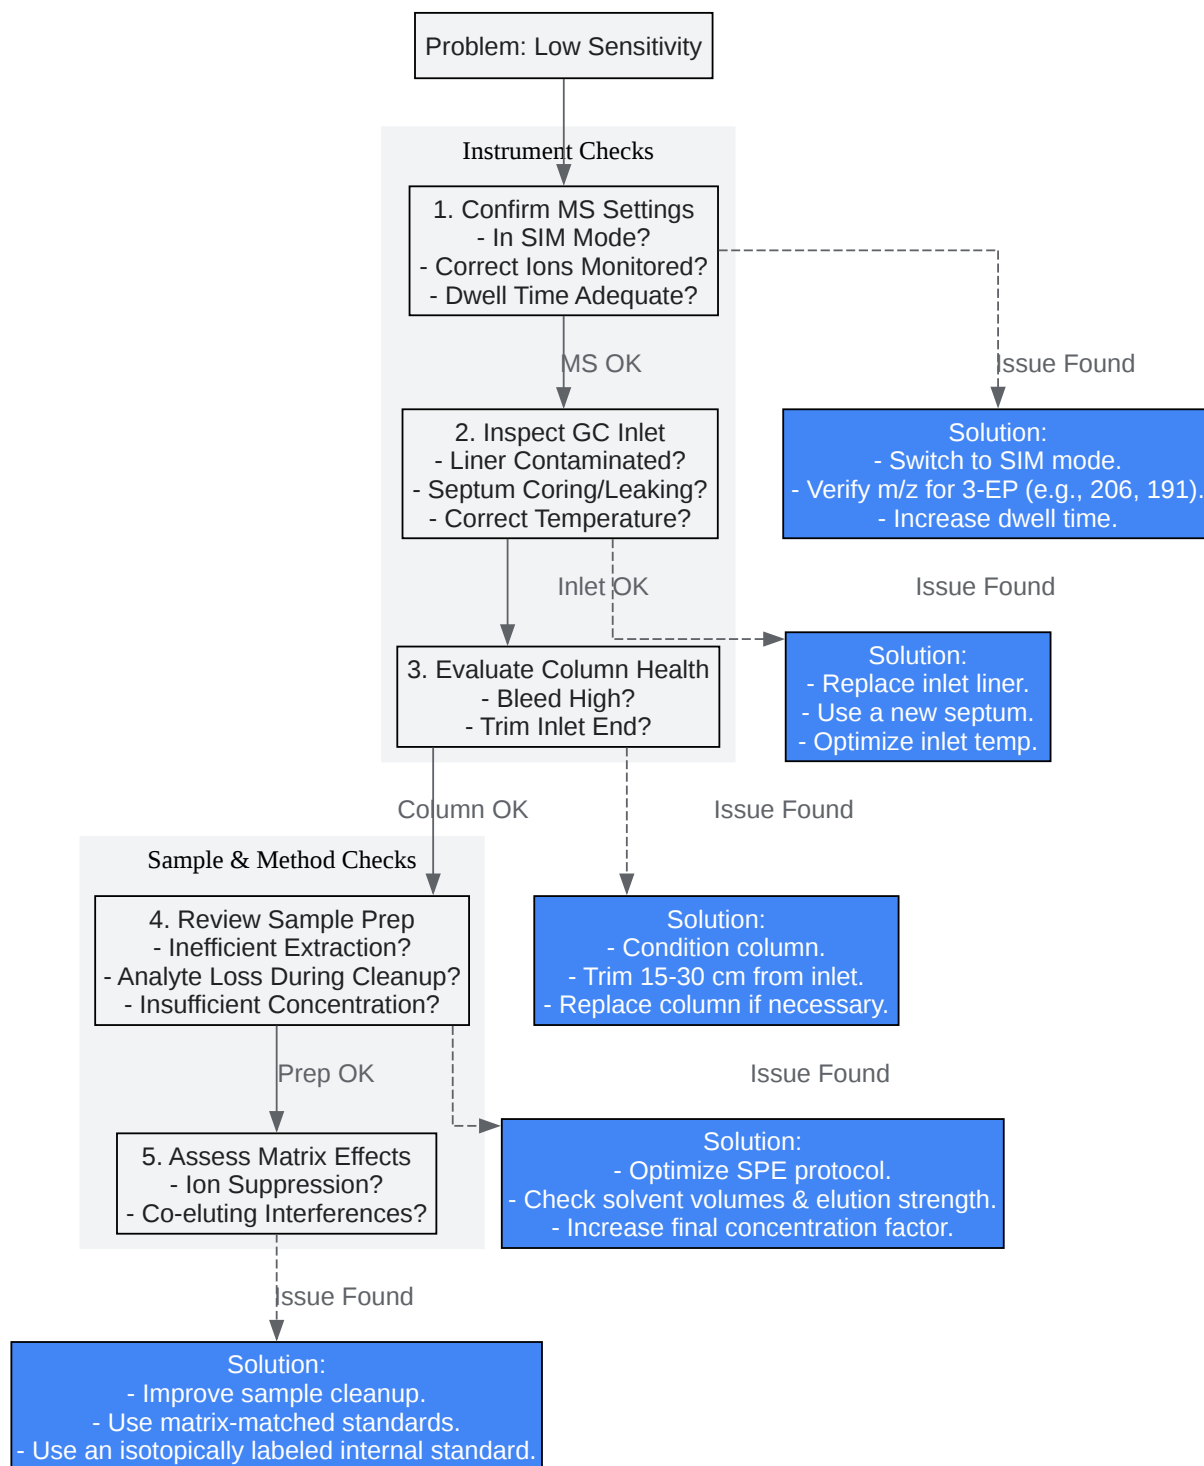 Problem: Low Sensitivity
Instrument Checks
1. Confirm MS Settings
- In SIM Mode?
- Correct Ions Monitored?
- Dwell Time Adequate?
MS OK
Issue Found
2. Inspect GC Inlet
- Liner Contaminated?
- Septum Coring/Leaking?
- Correct Temperature?
Solution:
- Switch to SIM mode.
- Verify m/z for 3-EP (e.g., 206, 191).
- Increase dwell time.
Inlet OK
Issue Found
3. Evaluate Column Health
- Bleed High?
- Trim Inlet End?
Solution:
- Replace inlet liner.
- Use a new septum.
- Optimize inlet temp.
Column OK
Issue Found
Sample & Method Checks
4. Review Sample Prep
- Inefficient Extraction?
- Analyte Loss During Cleanup?
- Insufficient Concentration?
Solution:
- Condition column.
- Trim 15-30 cm from inlet.
- Replace column if necessary.
Prep OK
Issue Found
5. Assess Matrix Effects
- Ion Suppression?
- Co-eluting Interferences?
Solution:
- Optimize SPE protocol.
- Check solvent volumes & elution strength.
- Increase final concentration factor.
Issue Found
Solution:
- Improve sample cleanup.
- Use matrix-matched standards.
- Use an isotopically labeled internal standard.